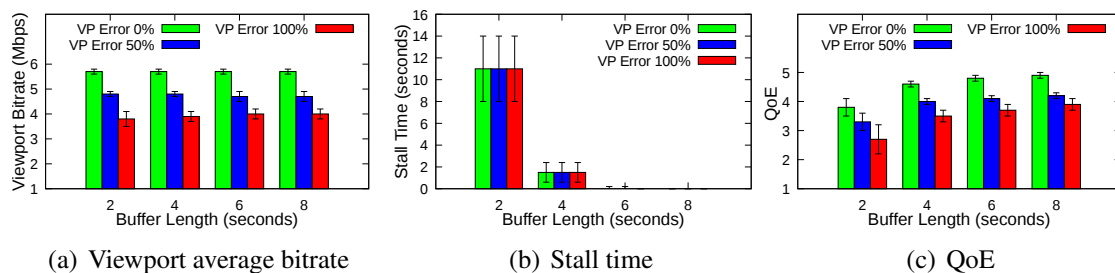 VP Error 0%
VP Error 50%
VP Error 100%
Viewport Bitrate (Mbps)
6
5
4
3
2
1
2 4 6 8
Buffer Length (seconds)
(a) Viewport average bitrate
VP Error 0%
VP Error 50%
VP Error 100%
Stall Time (seconds)
16
14
12
10
8
6
4
2
0
2 4 6 8
Buffer Length (seconds)
(b) Stall time
VP Error 0%
VP Error 50%
VP Error 100%
QoE
5
4
3
2
1
2 4 6 8
Buffer Length (seconds)
(c) QoE